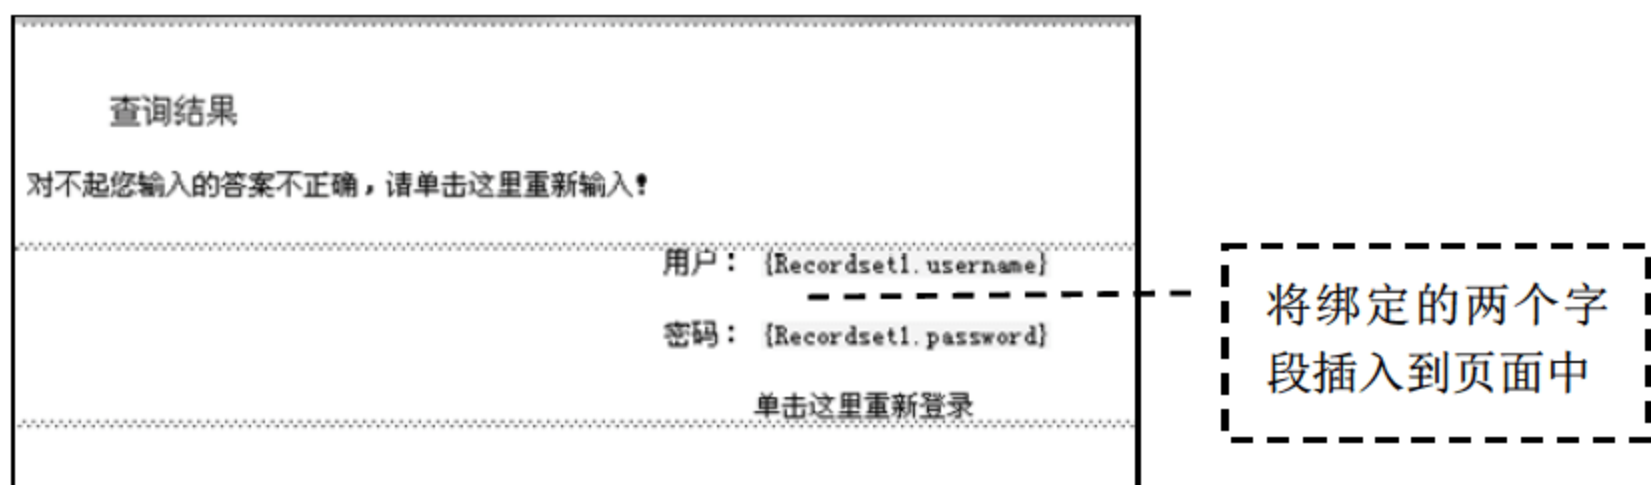 查询结果
对不起您输入的答案不正确，请单击这里重新输入！
用户： {Recordset1.username}
密码： {Recordset1.password}
单击这里重新登录
将绑定的两个字
段插入到页面中